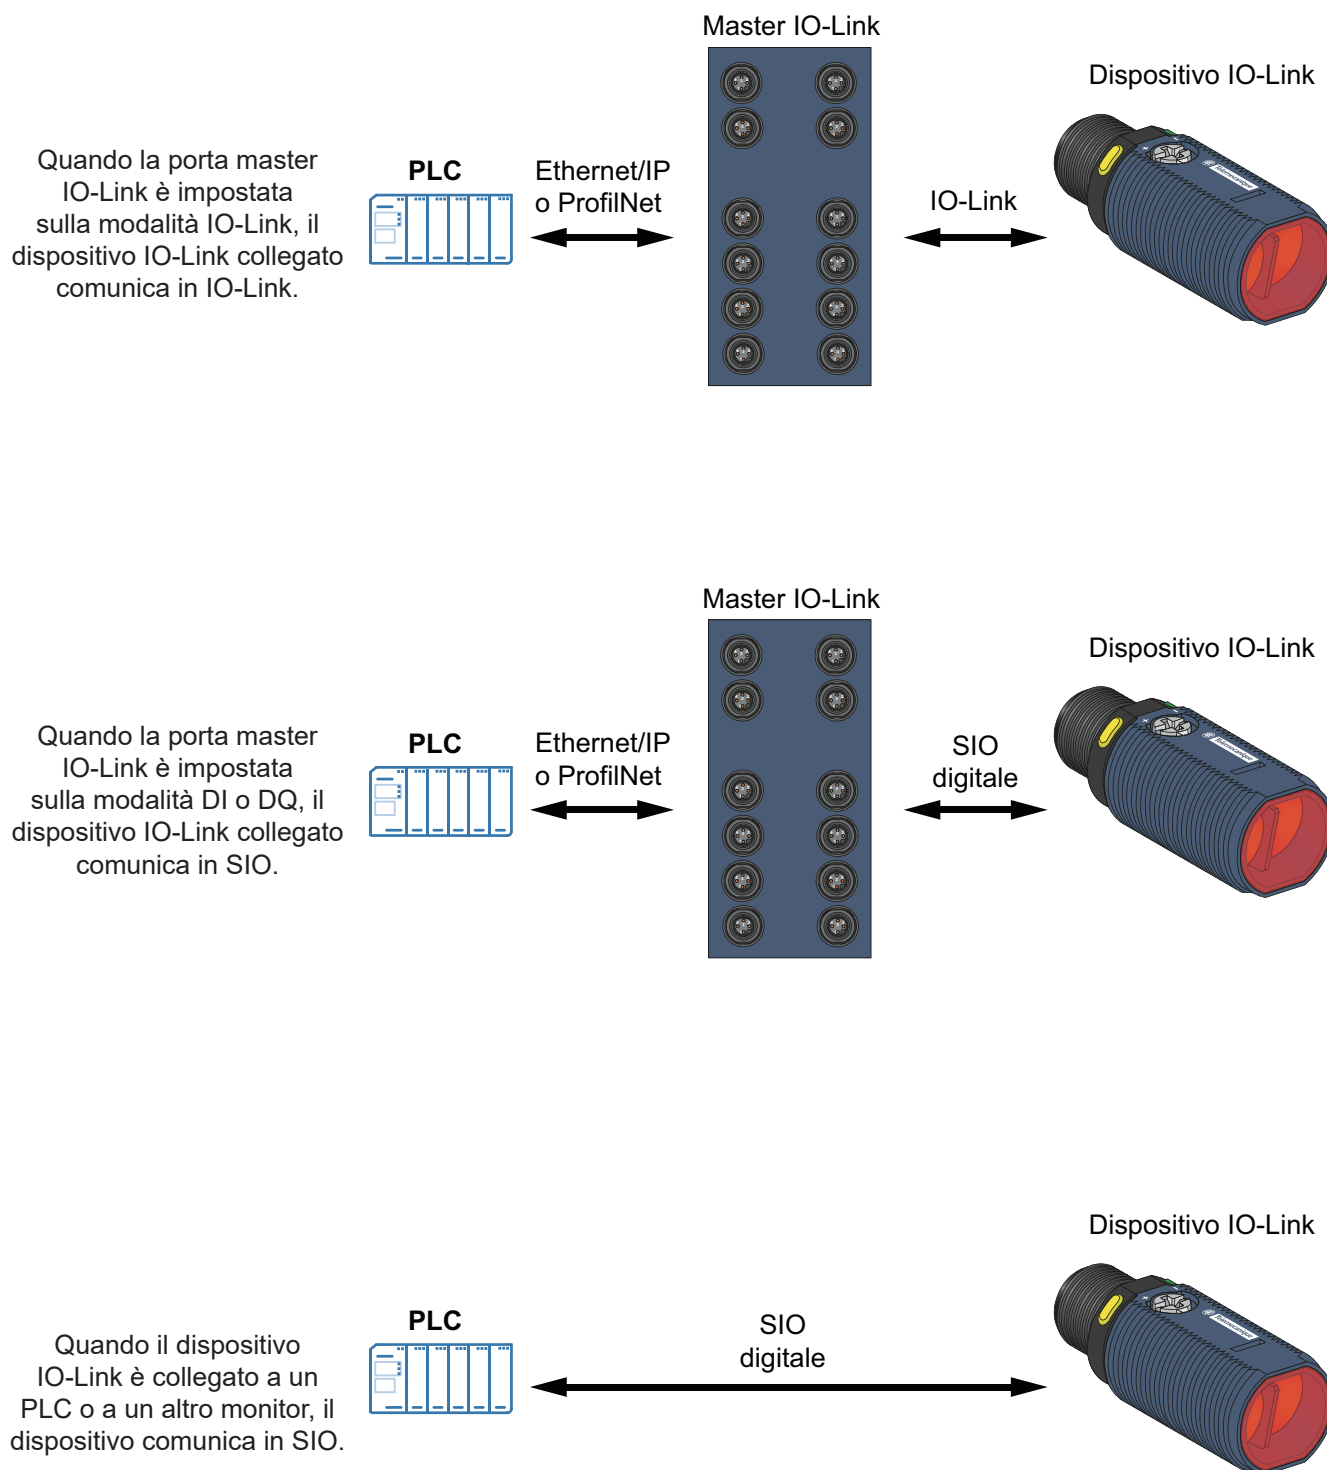 Master IO-Link
Dispositivo IO-Link
Quando la porta master
IO-Link è impostata
sulla modalità IO-Link, il
dispositivo IO-Link collegato
comunica in IO-Link.
PLC
Ethernet/IP
o ProfilNet
IO-Link
Telemecanique
Master IO-Link
Dispositivo IO-Link
Quando la porta master
IO-Link è impostata
sulla modalità DI o DQ, il
dispositivo IO-Link collegato
comunica in SIO.
PLC
Ethernet/IP
o ProfilNet
SIO
digitale
Telemecanique
Dispositivo IO-Link
Quando il dispositivo
IO-Link è collegato a un
PLC o a un altro monitor, il
dispositivo comunica in SIO.
PLC
SIO
digitale
Telemecanique